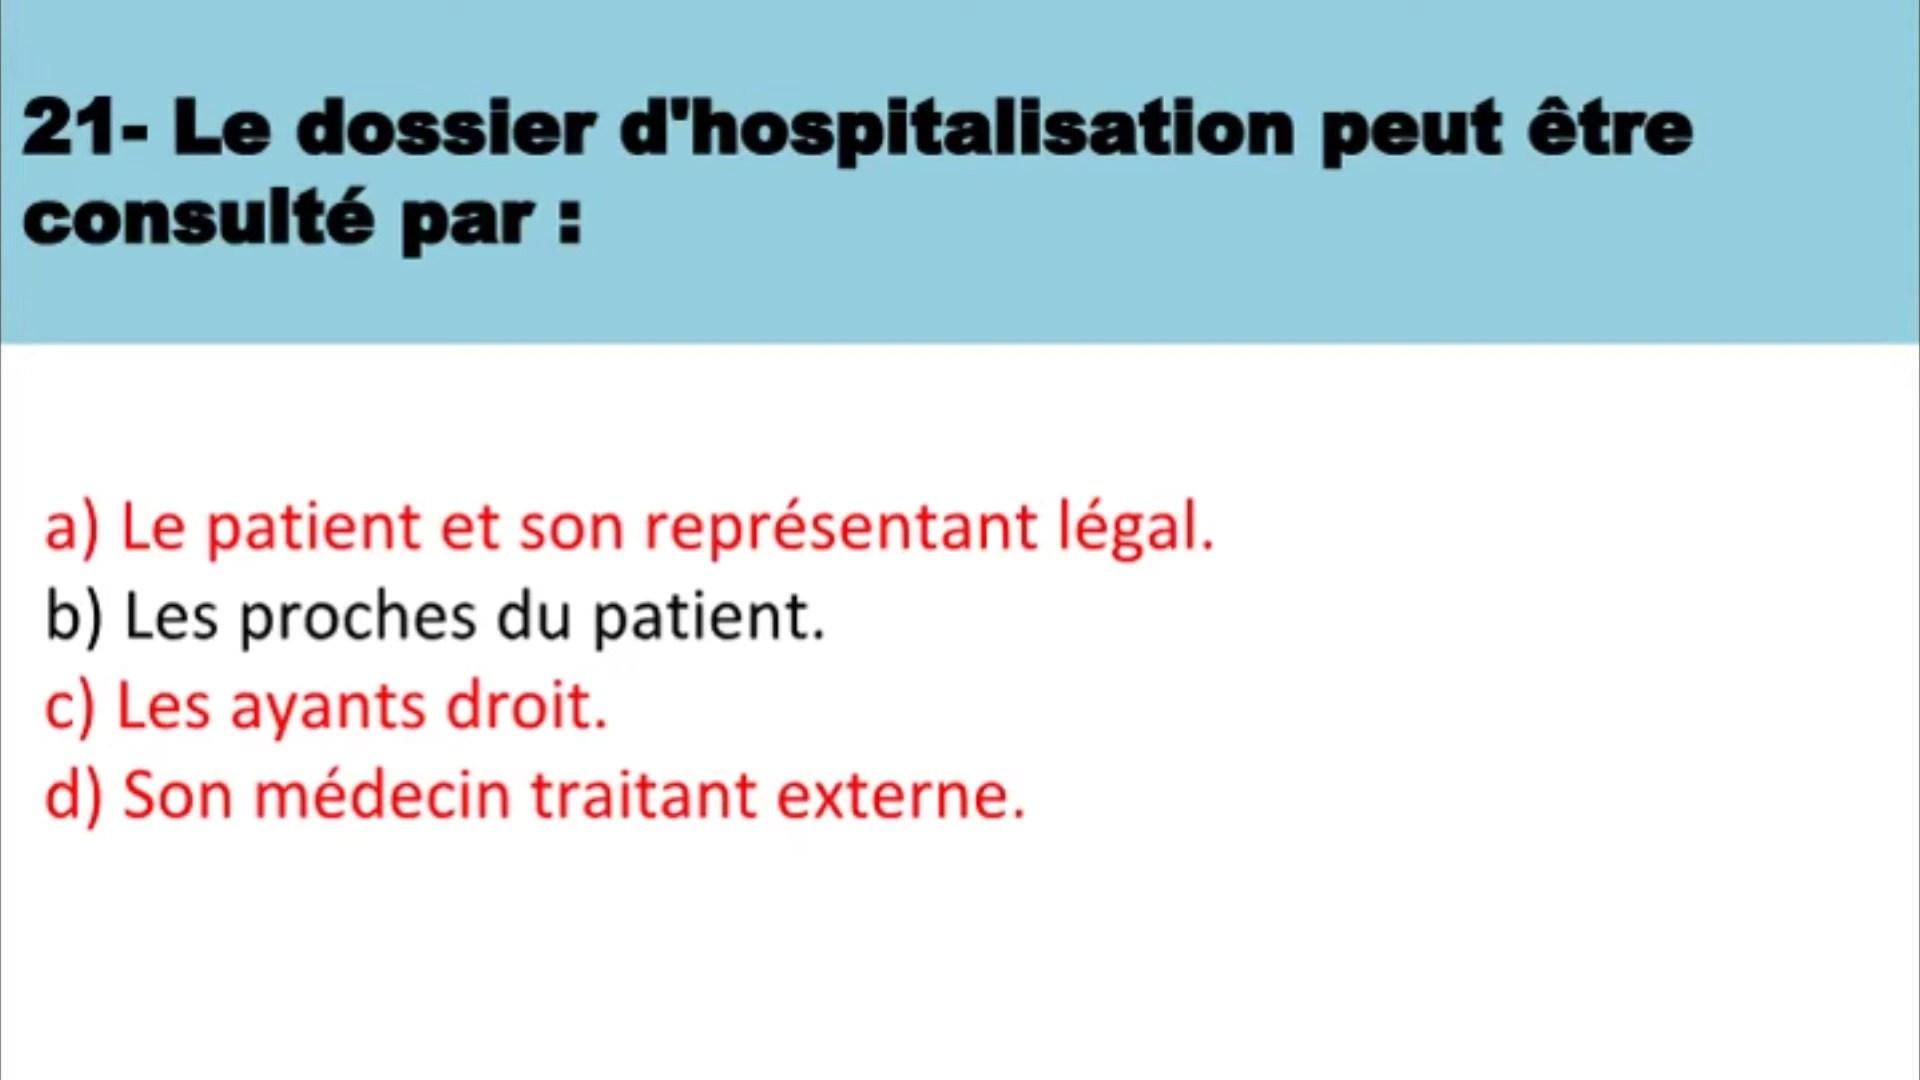 21- Le dossier d'hospitalisation peut être
consulté par :
a) Le patient et son représentant légal.
b) Les proches du patient.
c) Les ayants droit.
d) Son médecin traitant externe.